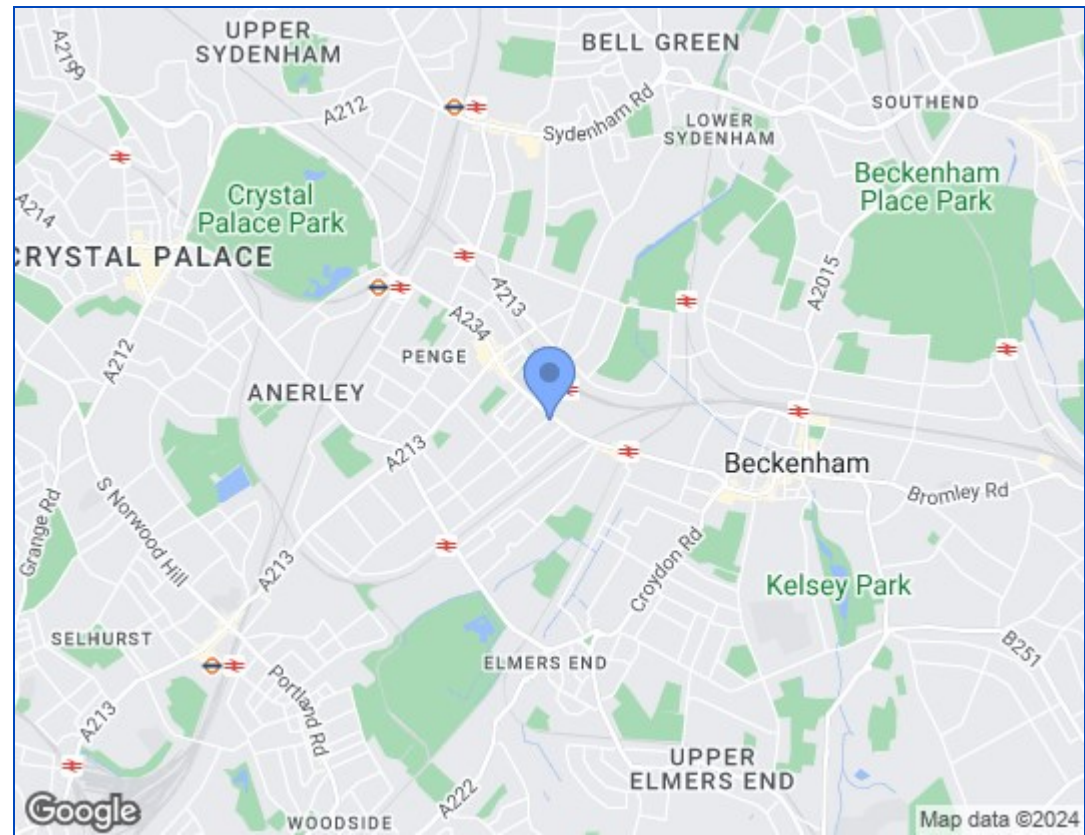 UPPER
SYDENHAM
BELL GREEN
A2199
A212
Sydenham Rd
SOUTHEND
LOWER
SYDENHAM
Beckenham
Place Park
A214
Crystal
Palace Park
CRYSTAL PALACE
A213
A2015
A234
A212
PENGE
ANERLEY
A213
Beckenham
Bromley Rd
Grange Rd
S Norwood Hill
A213
Croydon Rd
Kelsey Park
SELHURST
ELMERS END
B251
Portland Rd
A213
UPPER
ELMERS END
A222
Google
WOODSIDE
Map data ©2024